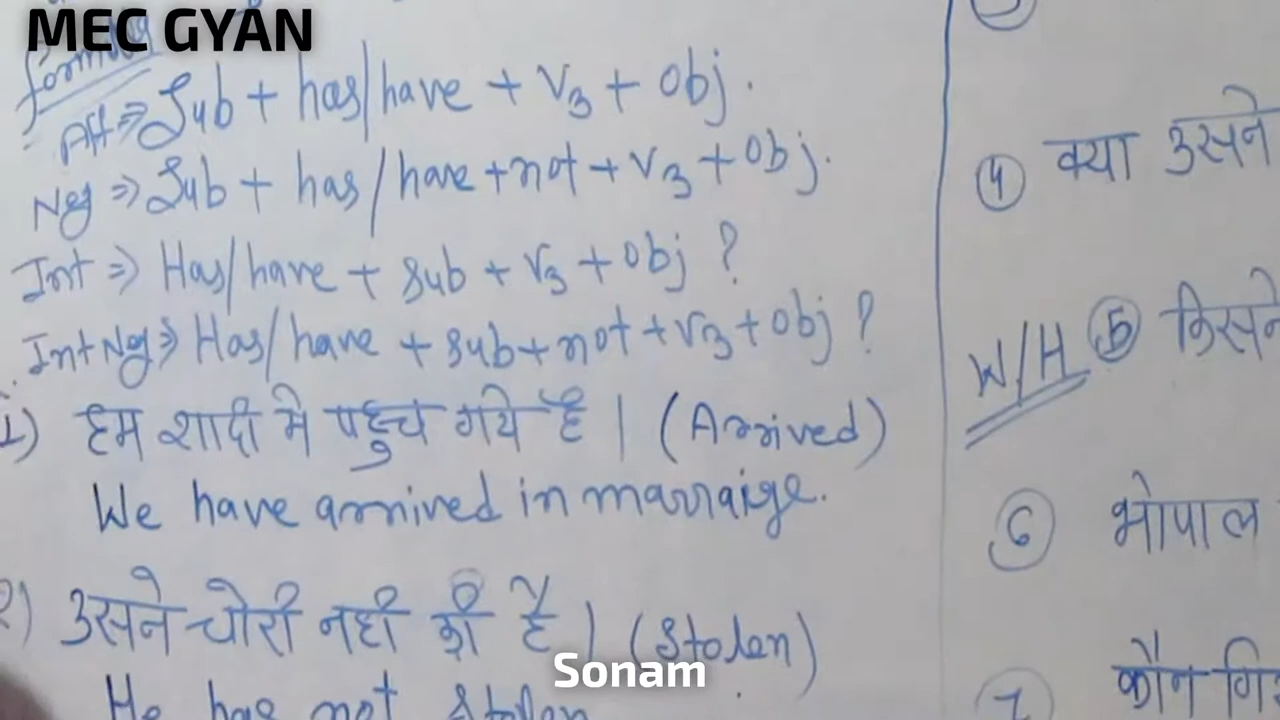 MEC GYAN
formula
Aff => Sub + has/have + V3 + Obj.
Neg => Sub + has/have + not + V3 + Obj.
Int => Has/have + Sub + V3 + Obj ?
Int Neg => Has/have + sub + not + V3 + Obj ?
1) हम शादी मे पहुच गये है । (Arrived)
We have arrived in marraige.
2) उसने चोरी नही की है । (Stolen)
He has not Stolen
④ क्या उसने
W/H ⑤ किसने
⑥ भोपाल
7 कौन
Sonam